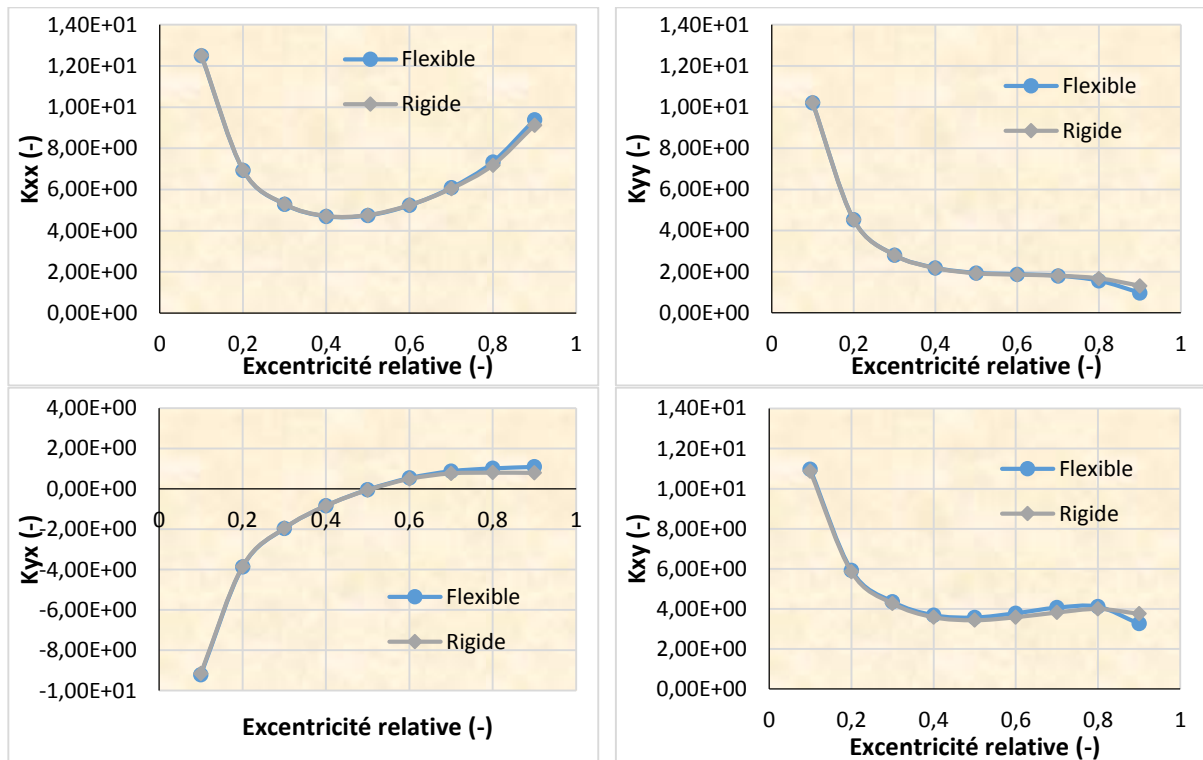 1,40E+01
1,20E+01
1,00E+01
8,00E+00
6,00E+00
4,00E+00
2,00E+00
0,00E+00
Kxx (-)
Flexible
Rigide
0 0,2 0,4 0,6 0,8 1
Excentricité relative (-)
1,40E+01
1,20E+01
1,00E+01
8,00E+00
6,00E+00
4,00E+00
2,00E+00
0,00E+00
Kyy (-)
Flexible
Rigide
0 0,2 0,4 0,6 0,8 1
Excentricité relative (-)
4,00E+00
2,00E+00
0,00E+00
-2,00E+00
-4,00E+00
-6,00E+00
-8,00E+00
-1,00E+01
Kyx (-)
0 0,2 0,4 0,6 0,8 1
Flexible
Rigide
Excentricité relative (-)
1,40E+01
1,20E+01
1,00E+01
8,00E+00
6,00E+00
4,00E+00
2,00E+00
0,00E+00
Kxy (-)
Flexible
Rigide
0 0,2 0,4 0,6 0,8 1
Excentricité relative (-)